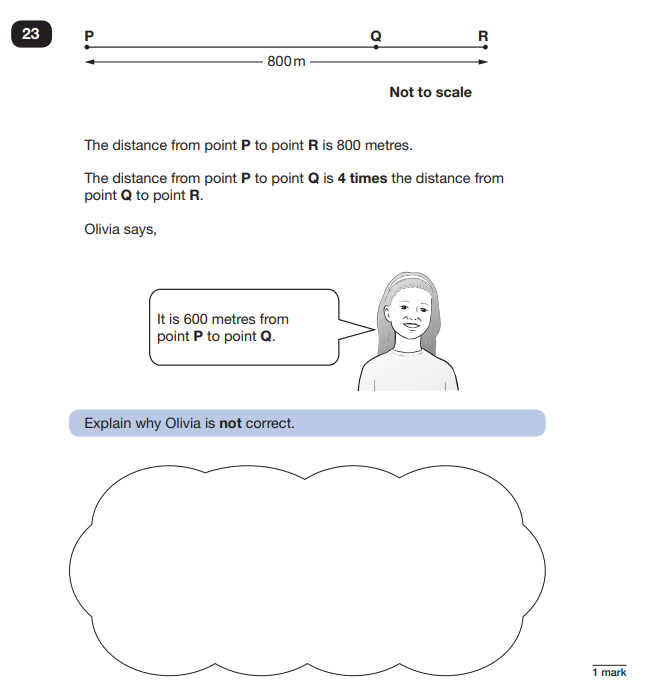 23
P Q R
800 m
Not to scale
The distance from point P to point R is 800 metres.
The distance from point P to point Q is 4 times the distance from
point Q to point R.
Olivia says,
It is 600 metres from
point P to point Q.
Explain why Olivia is not correct.
1 mark